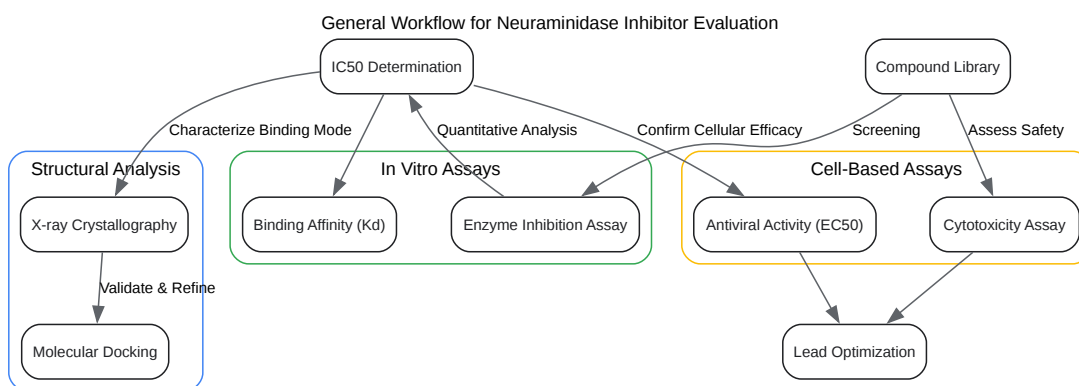 General Workflow for Neuraminidase Inhibitor Evaluation
IC50 Determination
Compound Library
Characterize Binding Mode
Quantitative Analysis
Confirm Cellular Efficacy
Screening
Assess Safety
Structural Analysis
In Vitro Assays
Cell-Based Assays
X-ray Crystallography
Binding Affinity (Kd)
Enzyme Inhibition Assay
Antiviral Activity (EC50)
Cytotoxicity Assay
Validate & Refine
Molecular Docking
Lead Optimization